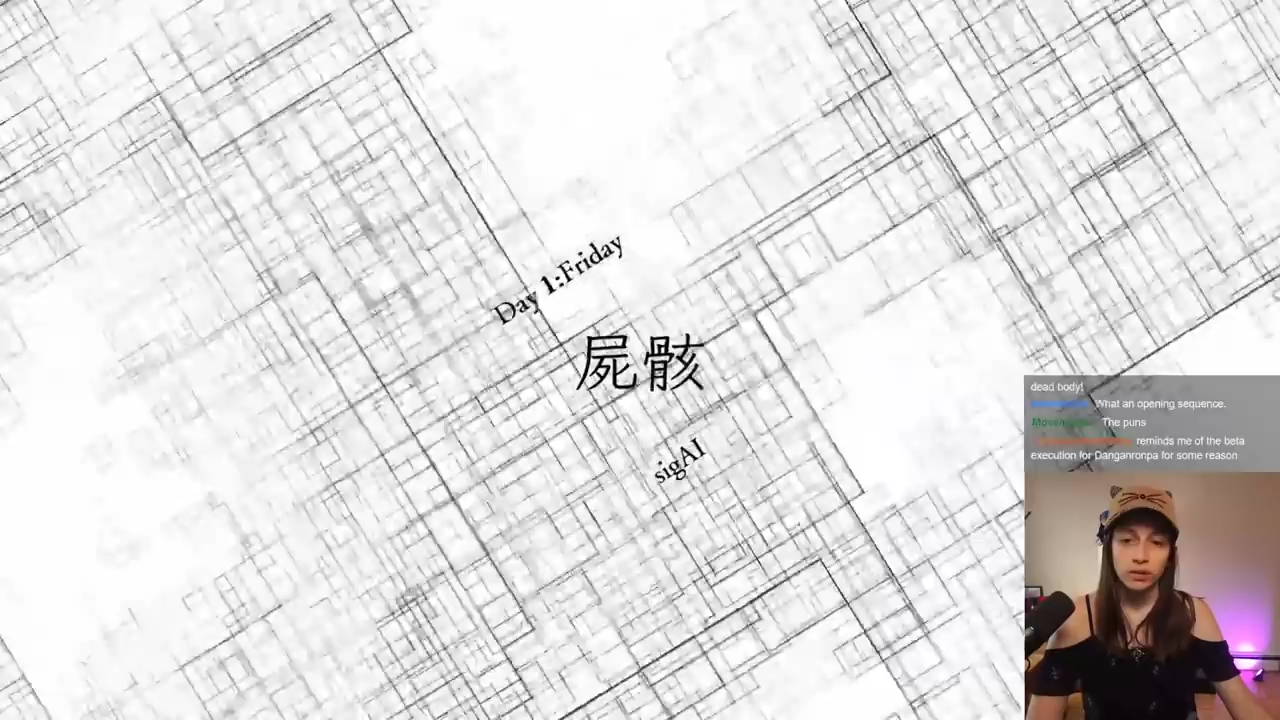 Day 1:Friday
屍骸
sigAI
dead body!
What an opening sequence.
The puns
reminds me of the beta
execution for Danganronpa for some reason